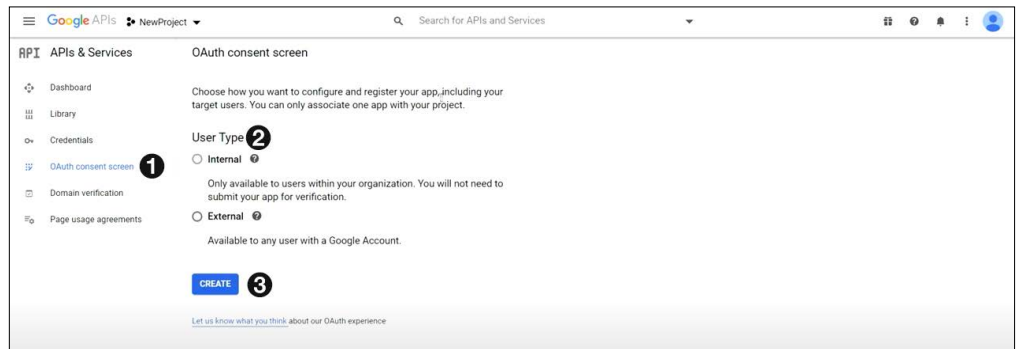 Google APIs NewProject Search for APIs and Services
API APIs & Services
Dashboard
Library
Credentials
OAuth consent screen 1
Domain verification
Page usage agreements
OAuth consent screen
Choose how you want to configure and register your app, including your
target users. You can only associate one app with your project.
User Type 2
Internal
Only available to users within your organization. You will not need to
submit your app for verification.
External
Available to any user with a Google Account.
CREATE 3
Let us know what you think about our OAuth experience